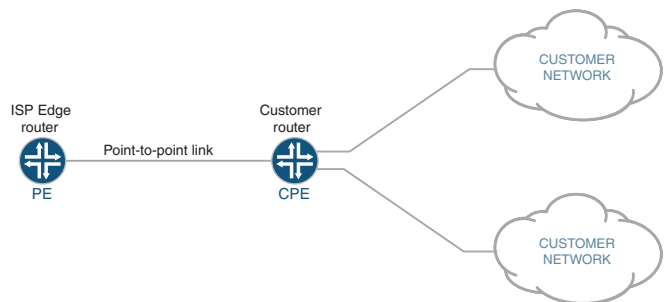 CUSTOMER
NETWORK
ISP Edge
router
Customer
router
Point-to-point link
PE
CPE
CUSTOMER
NETWORK